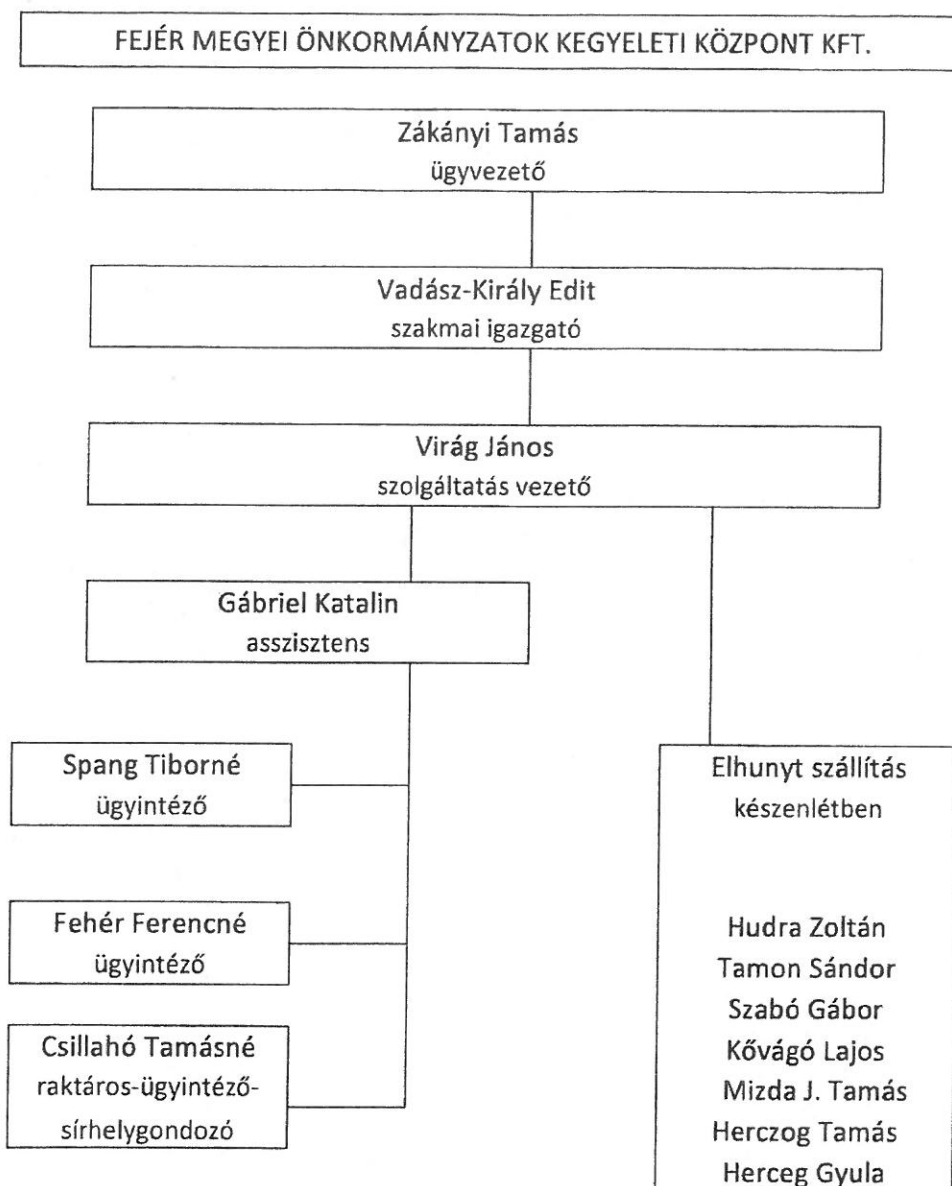 FEJÉR MEGYEI ÖNKORMÁNYZATOK KEGYELETI KÖZPONT KFT.
Zákányi Tamás
ügyvezető
Vadász-Király Edit
szakmai igazgató
Virág János
szolgáltatás vezető
Gábriel Katalin
asszisztens
Spang Tiborné
ügyintéző
Fehér Ferencné
ügyintéző
Csillahó Tamásné
raktáros-ügyintéző-
sírhelygondozó
Elhunyt szállítás
készenlétben
Hudra Zoltán
Tamon Sándor
Szabó Gábor
Kővágó Lajos
Mizda J. Tamás
Herczog Tamás
Herceg Gyula